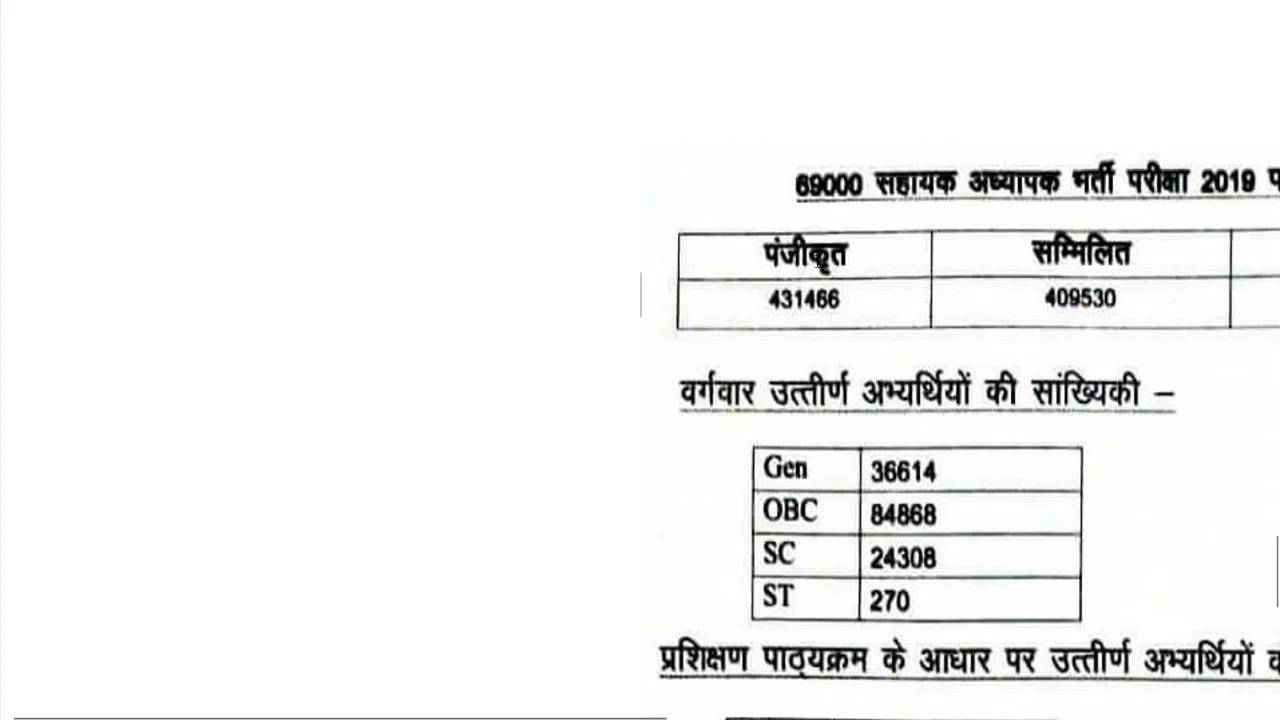 69000 सहायक अध्यापक भर्ती परीक्षा 2019
पंजीकृत सम्मिलित
431466 409530
वर्गवार उत्तीर्ण अभ्यर्थियों की सांख्यिकी –
Gen 36614
OBC 84868
SC 24308
ST 270
प्रशिक्षण पाठ्यक्रम के आधार पर उत्तीर्ण अभ्यर्थियों